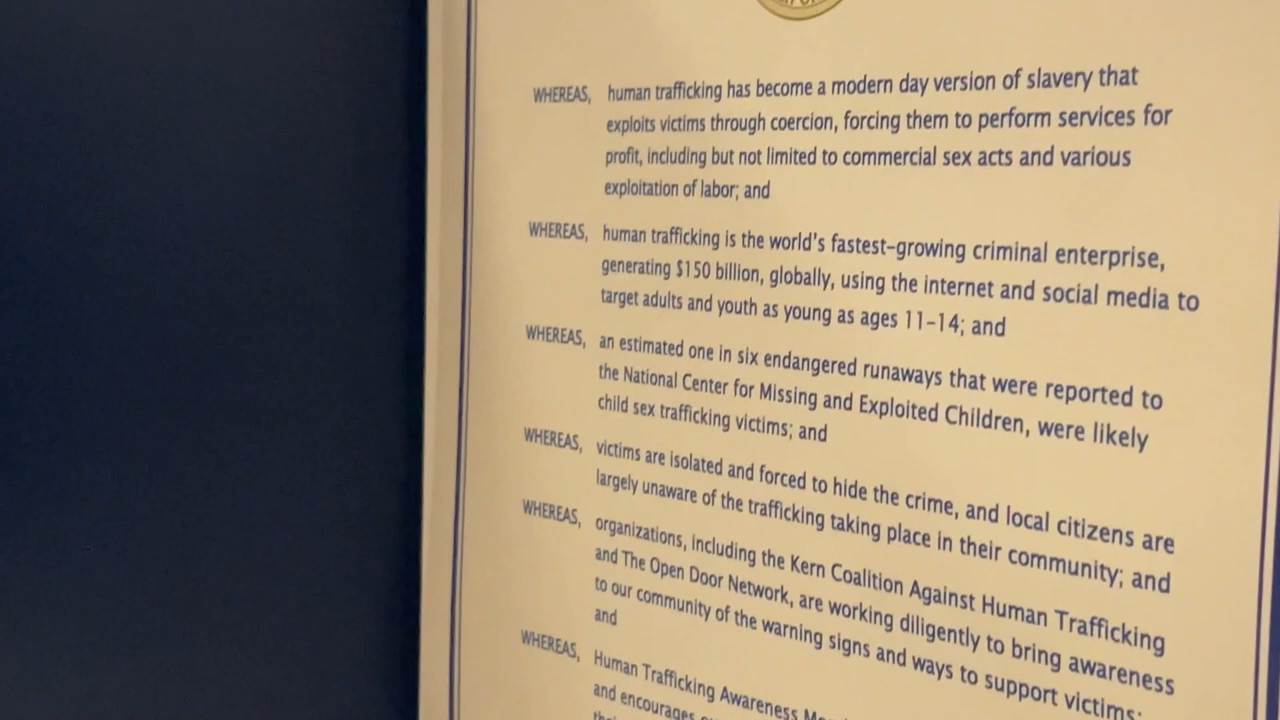 WHEREAS, human trafficking has become a modern day version of slavery that
exploits victims through coercion, forcing them to perform services for
profit, including but not limited to commercial sex acts and various
exploitation of labor; and
WHEREAS, human trafficking is the world's fastest-growing criminal enterprise,
generating $150 billion, globally, using the internet and social media to
target adults and youth as young as ages 11-14; and
WHEREAS, an estimated one in six endangered runaways that were reported to
the National Center for Missing and Exploited Children, were likely
child sex trafficking victims; and
WHEREAS, victims are isolated and forced to hide the crime, and local citizens are
largely unaware of the trafficking taking place in their community; and
WHEREAS, organizations, including the Kern Coalition Against Human Trafficking
and The Open Door Network, are working diligently to bring awareness
to our community of the warning signs and ways to support victims;
and
WHEREAS, Human Trafficking Awareness
and encourages